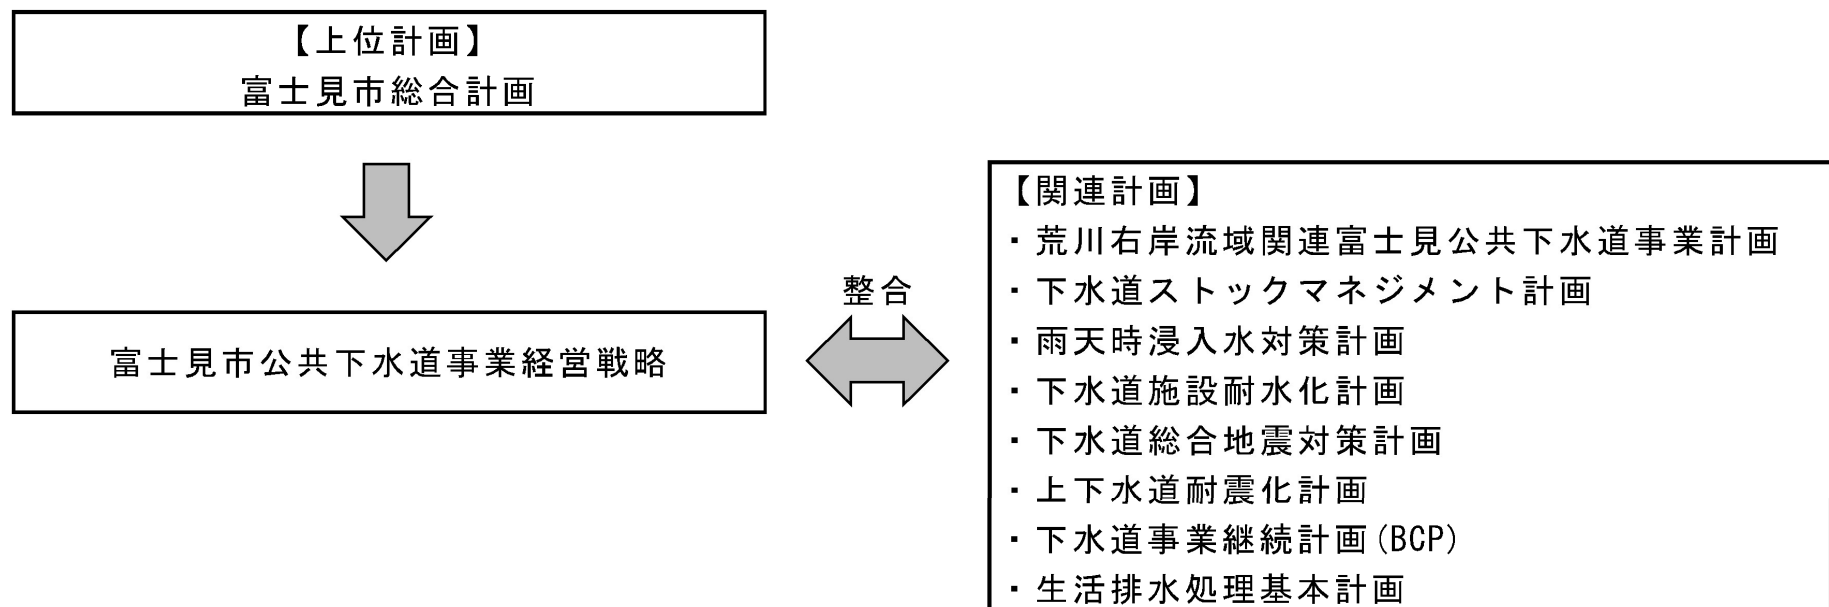 【上位計画】
富士見市総合計画
富士見市公共下水道事業経営戦略
整合
【関連計画】
・荒川右岸流域関連富士見公共下水道事業計画
・下水道ストックマネジメント計画
・雨天時浸入水対策計画
・下水道施設耐水化計画
・下水道総合地震対策計画
・上下水道耐震化計画
・下水道事業継続計画(BCP)
・生活排水処理基本計画